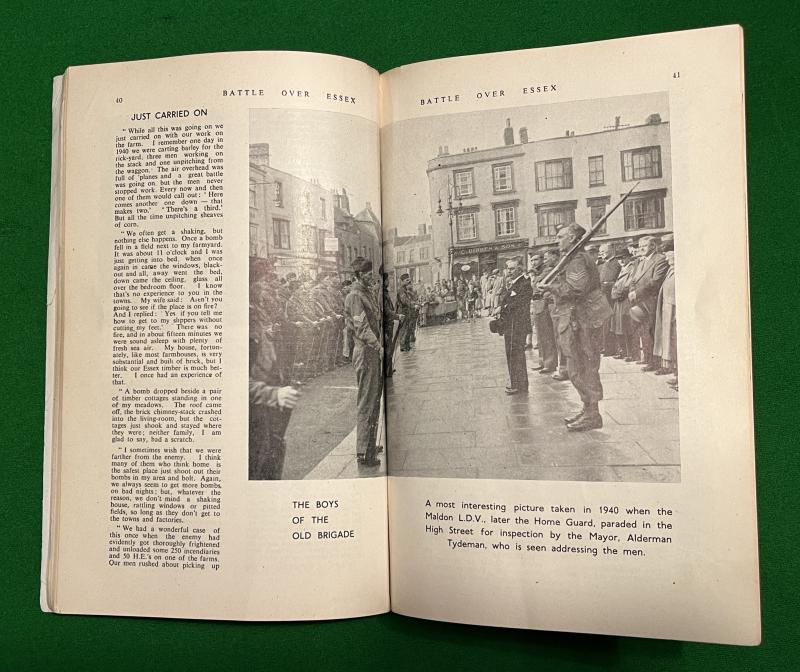 40
BATTLE OVER ESSEX
JUST CARRIED ON
"While all this was going on we
just carried on with our work on
the farm. I remember one day in
1940 we were carting barley for the
rick-yard, three men working on
the stack and one unpitching from
the waggon. The air overhead was
full of 'planes and a great battle
was going on, but the men never
stopped work. Every now and then
one of them would call out: 'Here
comes another one down — that
makes two.' 'There's a third.'
But all the time unpitching sheaves
of corn.
"We often get a shaking, but
nothing else happens. Once a bomb
fell in a field next to my farmyard.
It was about 11 o'clock and I was
just getting into bed, when once
again in came the windows, black-
out and all, away went the bed,
down came the ceiling, glass all
over the bedroom floor. I know
that's no experience to you in the
towns. My wife said: 'Aren't you
going to see if the place is on fire?'
And I replied: 'Yes if you tell me
how to get to my slippers without
cutting my feet.' There was no
fire, and in about fifteen minutes we
were sound asleep with plenty of
fresh sea air. My house, fortun-
ately, like most farmhouses, is very
substantial and built of brick, but I
think our Essex timber is much bet-
ter. I once had an experience of
that.
"A bomb dropped beside a pair
of timber cottages standing in one
of my meadows. The roof came
off, the brick chimney-stack crashed
into the living-room, but the cot-
tages just shook and stayed where
they were; neither family, I am
glad to say, had a scratch.
"I sometimes wish that we were
farther from the enemy. I think
many of them who think home is
the safest place just shoot out their
bombs in my area and bolt. Again,
we always seem to get more bombs
on bad nights; but, whatever the
reason, we don't mind a shaking
house, rattling windows or pitted
fields, so long as they don't get to
the towns and factories.
"We had a wonderful case of
this once when the enemy had
evidently got thoroughly frightened
and unloaded some 250 incendiaries
and 50 H.E.'s on one of the farms.
Our men rushed about picking up
THE BOYS
OF THE
OLD BRIGADE
BATTLE OVER ESSEX
41
& SON
A most interesting picture taken in 1940 when the
Maldon L.D.V., later the Home Guard, paraded in the
High Street for inspection by the Mayor, Alderman
Tydeman, who is seen addressing the men.